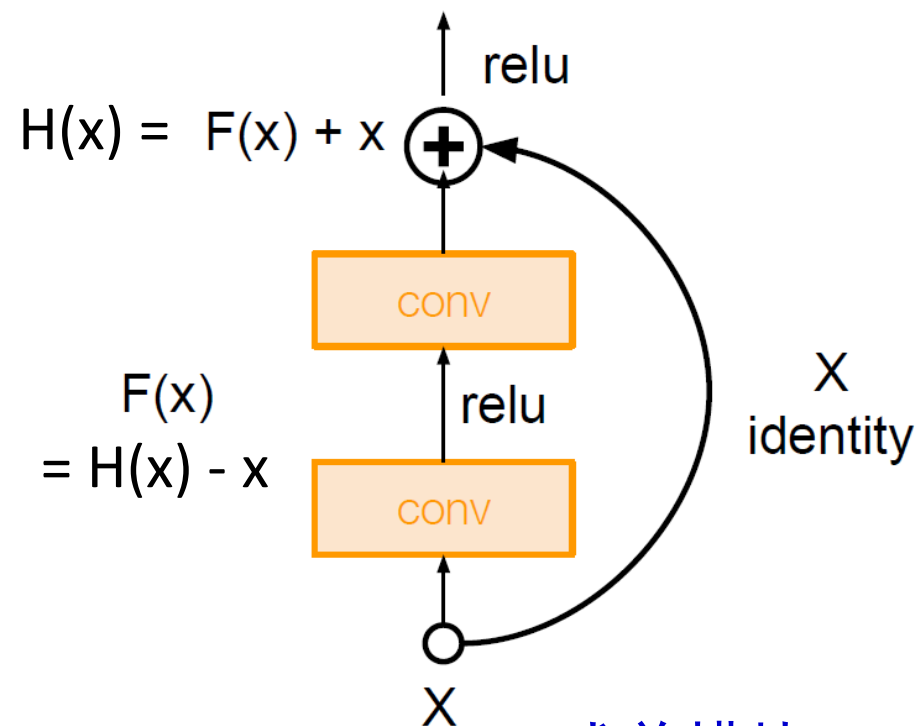 relu
H(x) = F(x) + x
conv
F(x)
= H(x) - x
relu
X
identity
conv
X